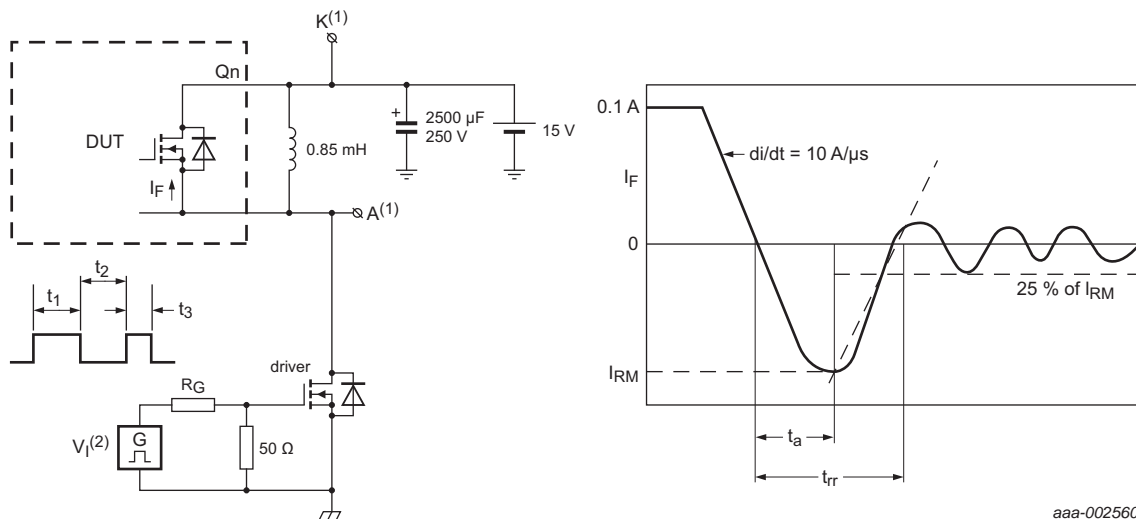 K(1)
Qn
DUT
IF
0.85 mH
+
2500 µF
250 V
15 V
A(1)
t1
t2
t3
driver
RG
VI(2)
G
50 Ω
0.1 A
di/dt = 10 A/µs
IF
0
25 % of IRM
IRM
ta
trr
aaa-002560